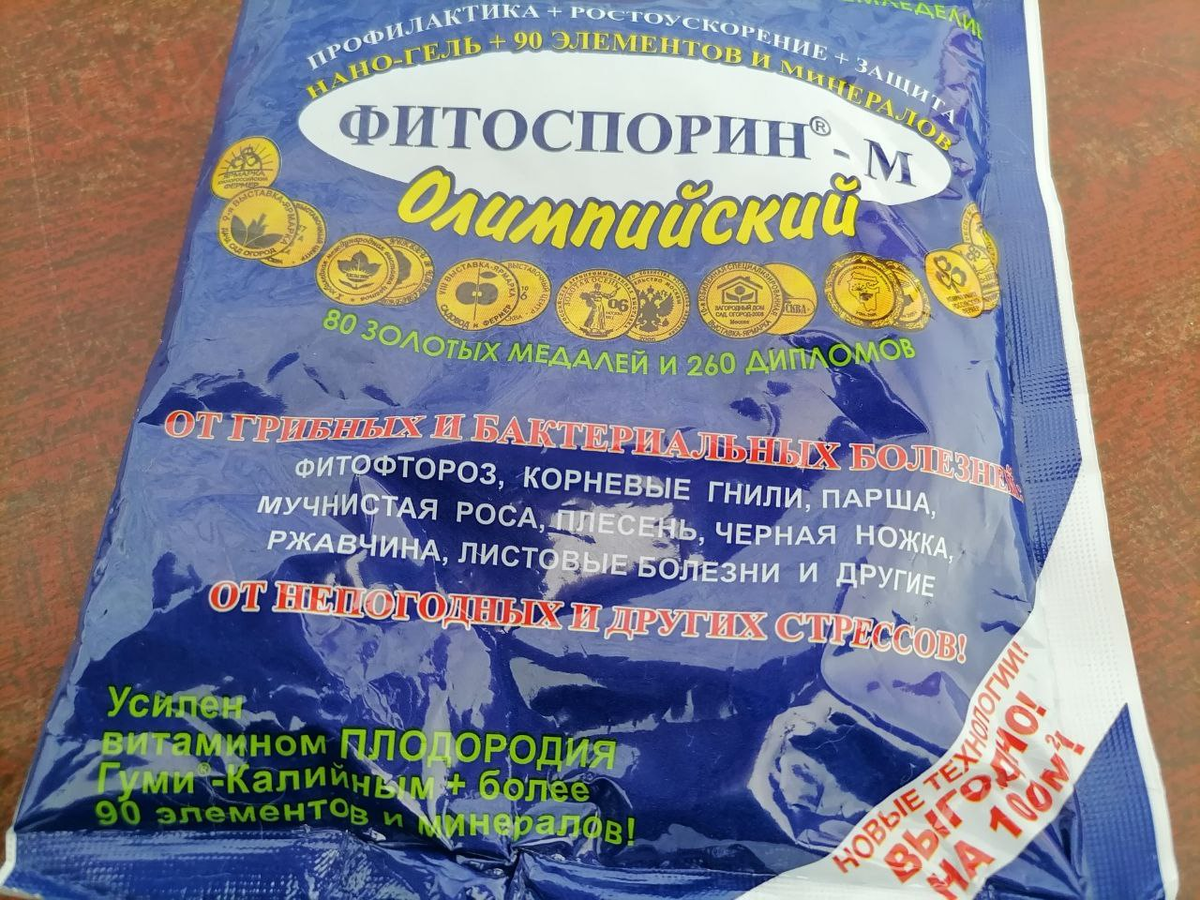 ПРОФИЛАКТИКА + РОСТОУСКОРЕНИЕ + ЗАЩИТА
НАНО-ГЕЛЬ + 90 ЭЛЕМЕНТОВ И МИНЕРАЛОВ
ФИТОСПОРИН® - М
Олимпийский
80 ЗОЛОТЫХ МЕДАЛЕЙ И 260 ДИПЛОМОВ
ОТ ГРИБНЫХ И БАКТЕРИАЛЬНЫХ БОЛЕЗНЕЙ:
ФИТОФТОРОЗ, КОРНЕВЫЕ ГНИЛИ, ПАРША,
МУЧНИСТАЯ РОСА, ПЛЕСЕНЬ, ЧЕРНАЯ НОЖКА,
РЖАВЧИНА, ЛИСТОВЫЕ БОЛЕЗНИ И ДРУГИЕ
ОТ НЕПОГОДНЫХ И ДРУГИХ СТРЕССОВ!
Усилен
витамином ПЛОДОРОДИЯ
Гуми®-Калийным + более
90 элементов и минералов!
НОВЫЕ ТЕХНОЛОГИИ!
ВЫГОДНО!
НА 100м²!